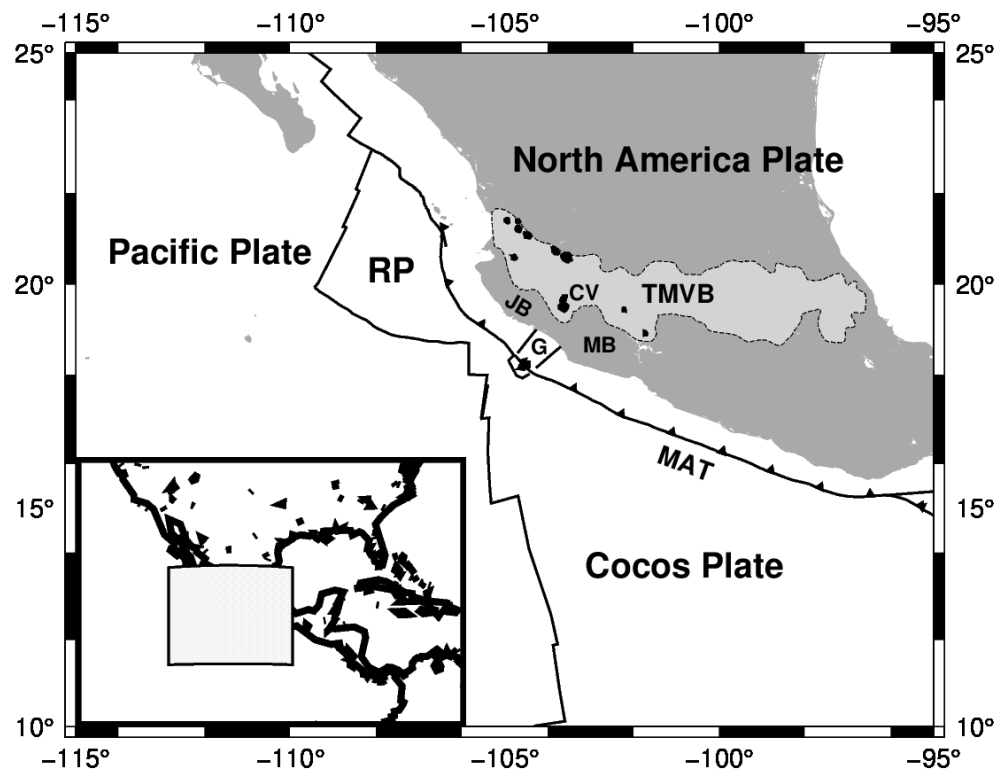 −115° −110° −105° −100° −95°
25° 25°
North America Plate
Pacific Plate
RP
20° 20°
CV TMVB
JB
G MB
MAT
15° 15°
Cocos Plate
10° 10°
−115° −110° −105° −100° −95°